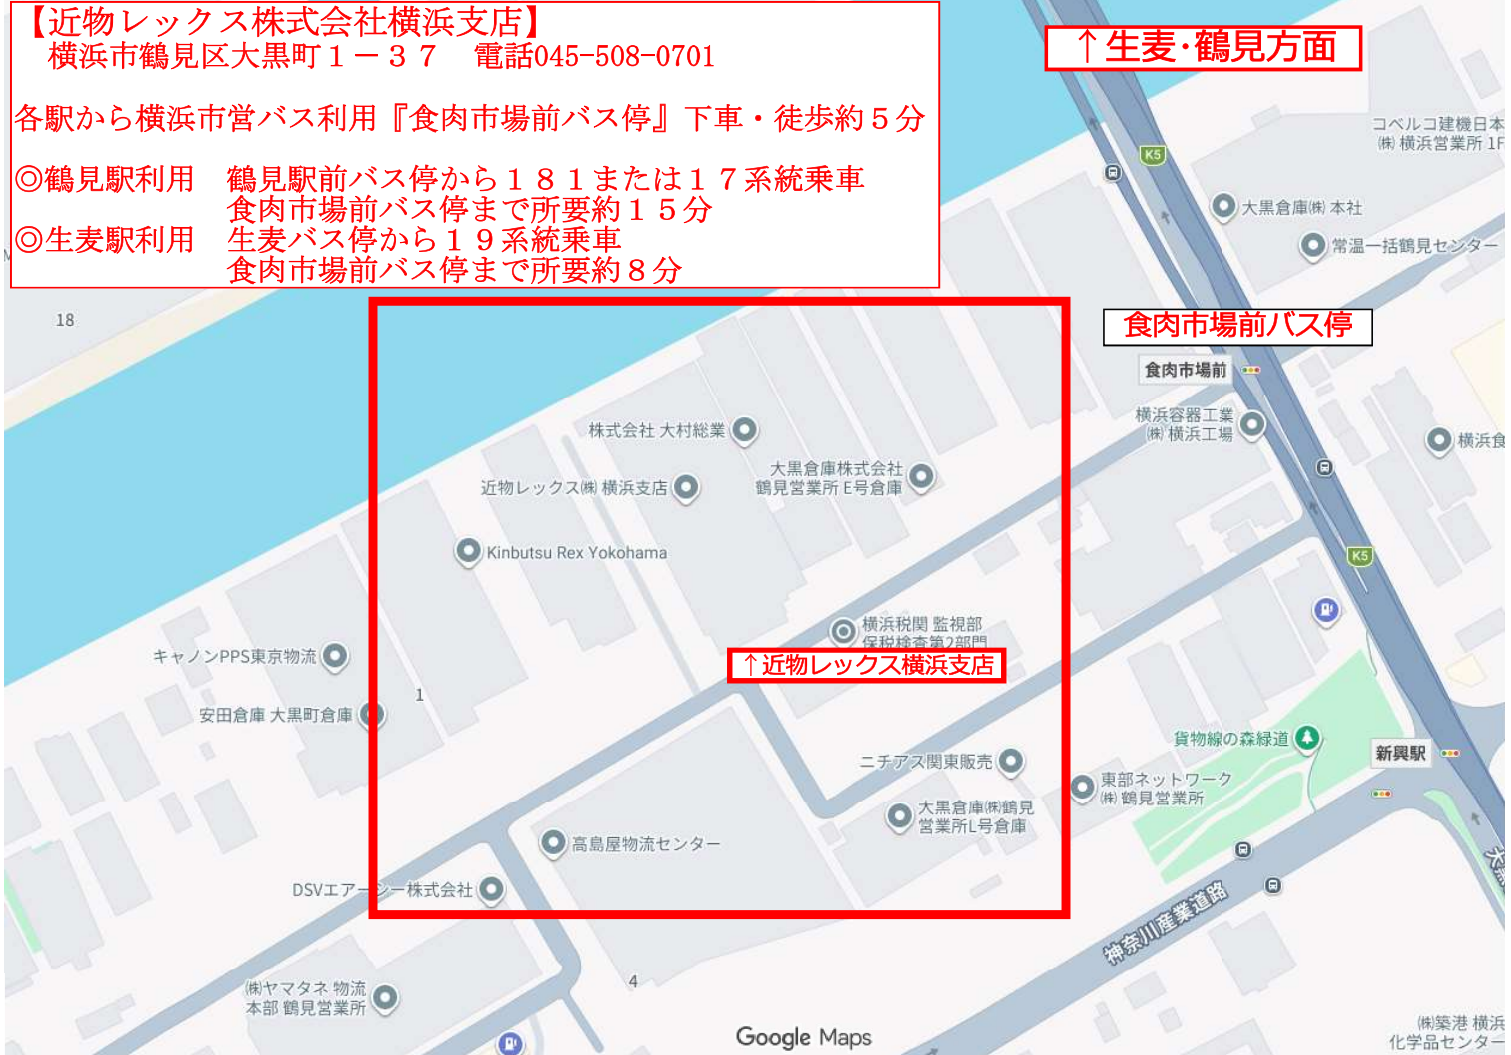 【近物レックス株式会社横浜支店】
横浜市鶴見区大黒町１－３７　電話045-508-0701
各駅から横浜市営バス利用『食肉市場前バス停』下車・徒歩約５分
◎鶴見駅利用　鶴見駅前バス停から１８１または１７系統乗車
食肉市場前バス停まで所要約１５分
◎生麦駅利用　生麦バス停から１９系統乗車
食肉市場前バス停まで所要約８分
↑生麦・鶴見方面
コベルコ建機日本
㈱ 横浜営業所 1F
K5
大黒倉庫㈱ 本社
常温一括鶴見センター
18
食肉市場前バス停
食肉市場前
横浜容器工業
㈱ 横浜工場
横浜食
株式会社 大村総業
大黒倉庫株式会社
鶴見営業所 E号倉庫
近物レックス㈱ 横浜支店
Kinbutsu Rex Yokohama
K5
横浜税関 監視部
保税検査第2部門
↑近物レックス横浜支店
キャノンPPS東京物流
1
安田倉庫 大黒町倉庫
貨物線の森緑道
新興駅
ニチアス関東販売
東部ネットワーク
㈱ 鶴見営業所
大黒倉庫㈱鶴見
営業所L号倉庫
高島屋物流センター
DSVエアーシー株式会社
神奈川産業道路
大黒
4
㈱ヤマタネ 物流
本部 鶴見営業所
Google Maps
㈱築港 横浜
化学品センター